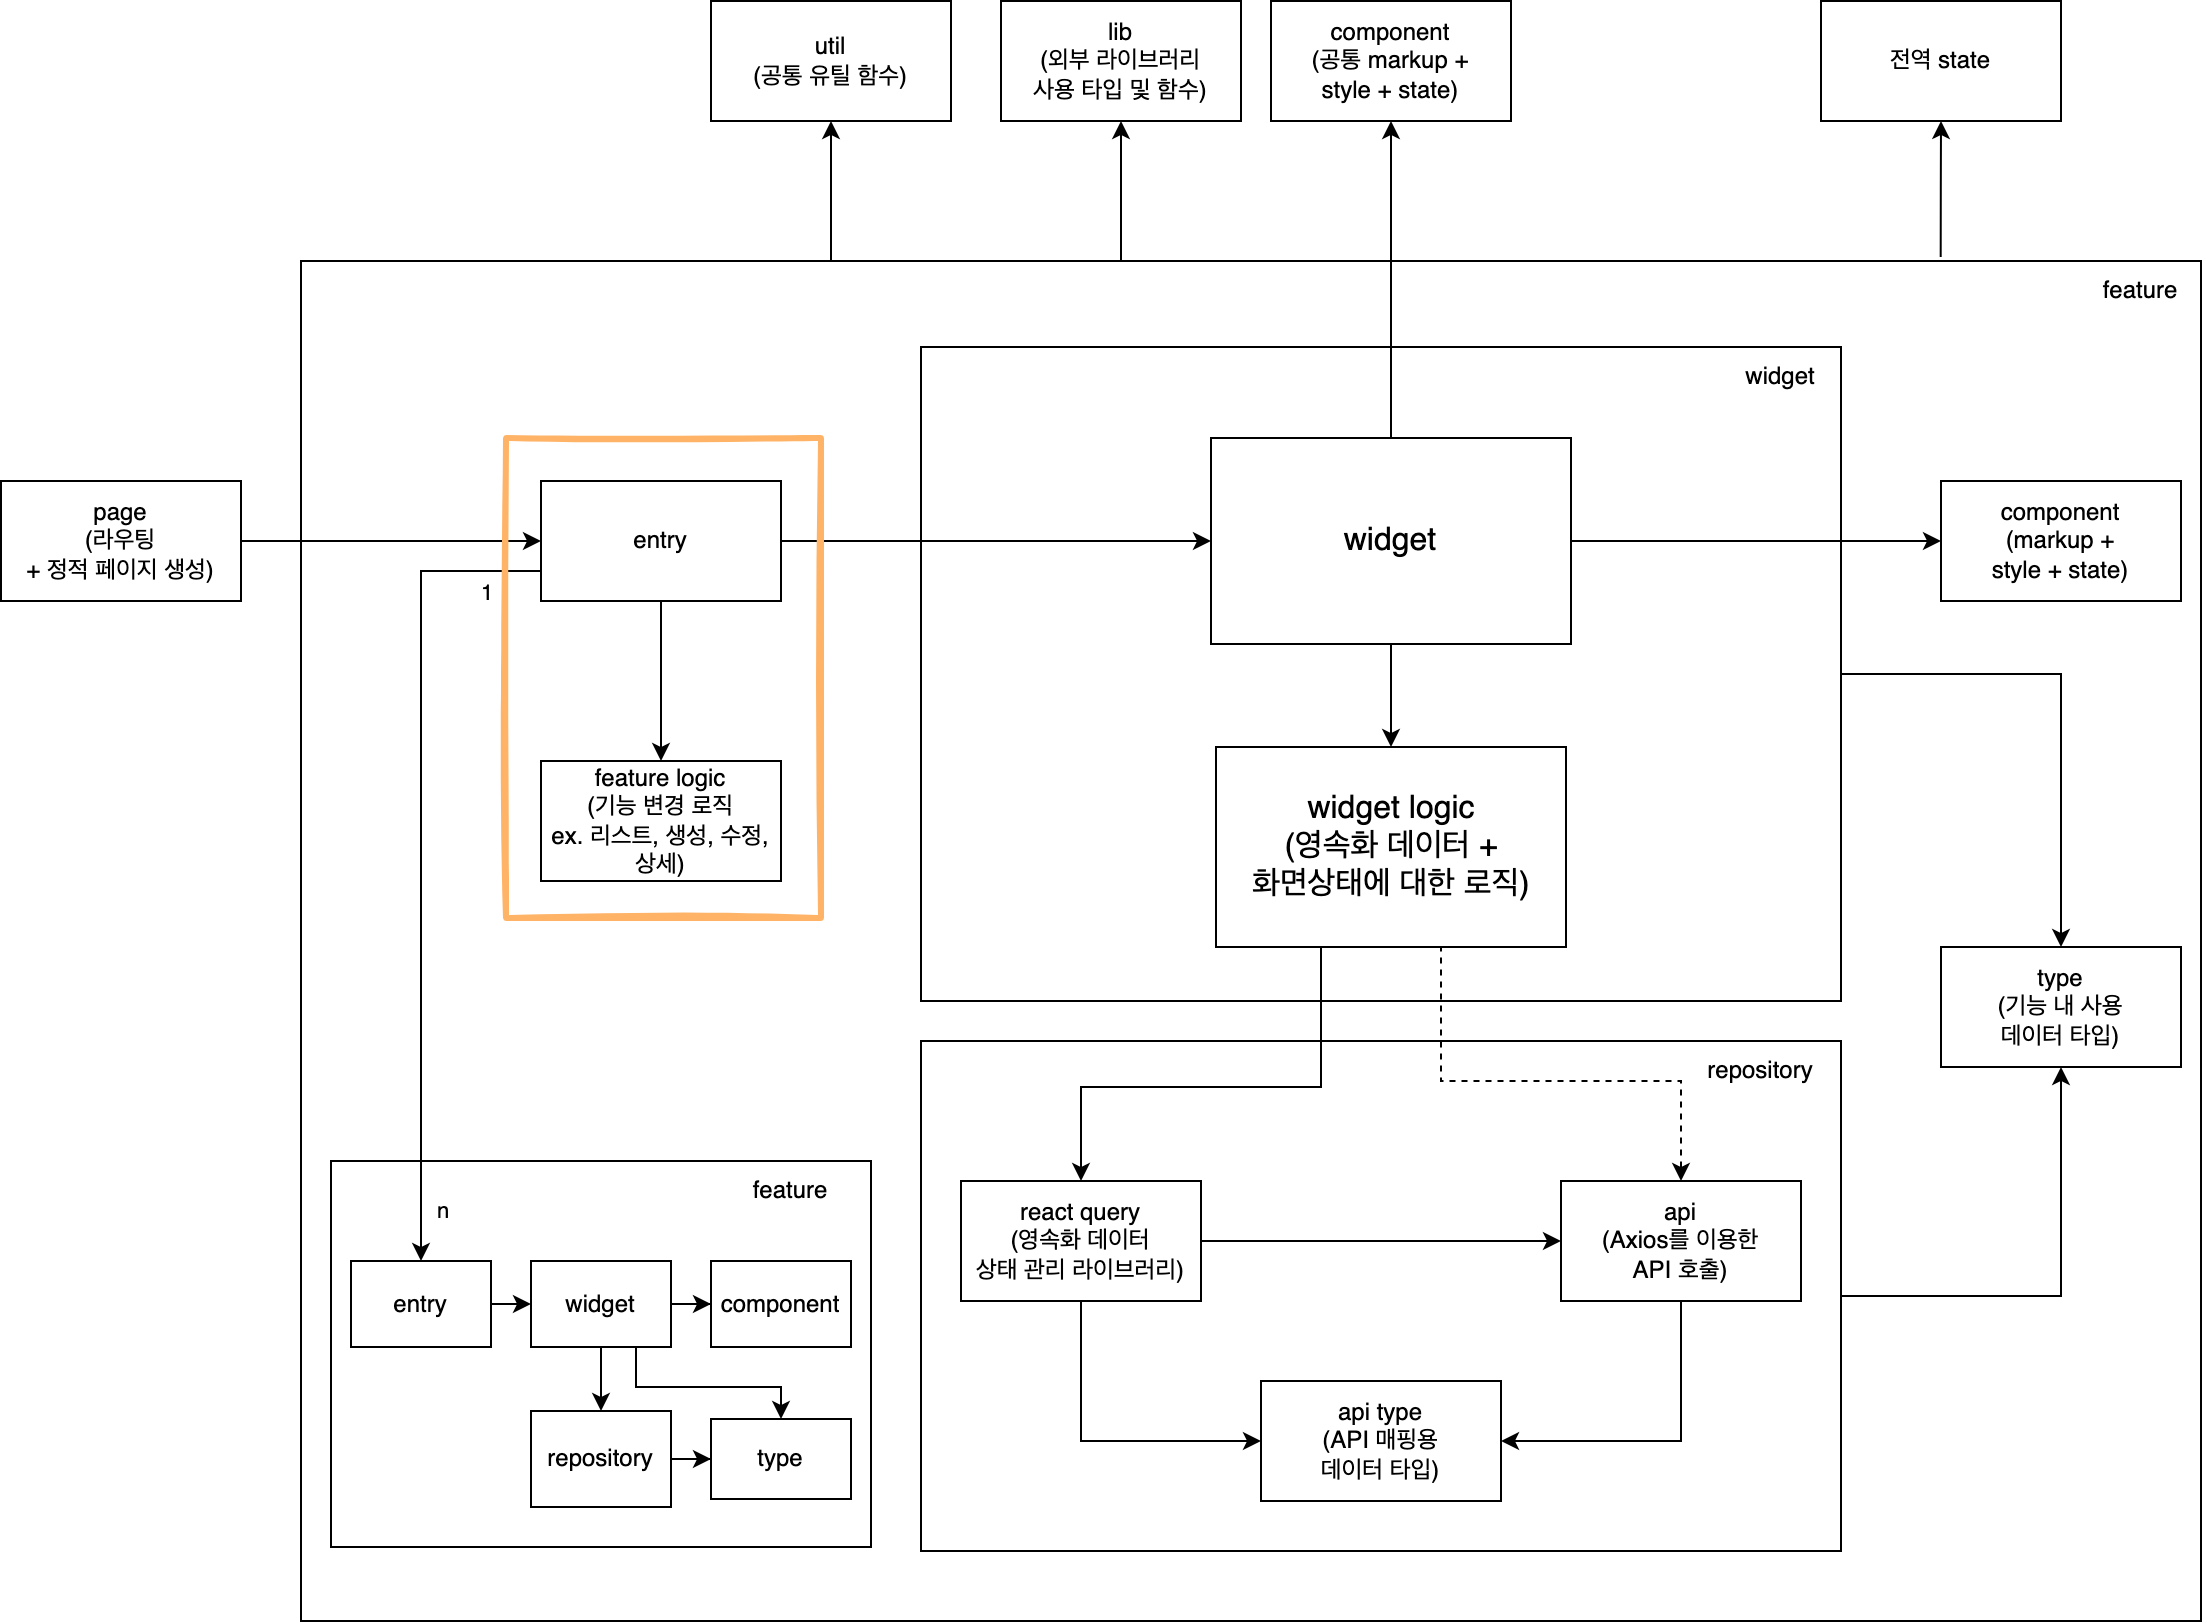 util
(공통 유틸 함수)
lib
(외부 라이브러리
사용 타입 및 함수)
component
(공통 markup +
style + state)
전역 state
feature
widget
page
(라우팅
+ 정적 페이지 생성)
entry
widget
component
(markup +
style + state)
1
feature logic
(기능 변경 로직
ex. 리스트, 생성, 수정,
상세)
widget logic
(영속화 데이터 +
화면상태에 대한 로직)
type
(기능 내 사용
데이터 타입)
repository
react query
(영속화 데이터
상태 관리 라이브러리)
api
(Axios를 이용한
API 호출)
api type
(API 매핑용
데이터 타입)
feature
n
entry
widget
component
repository
type